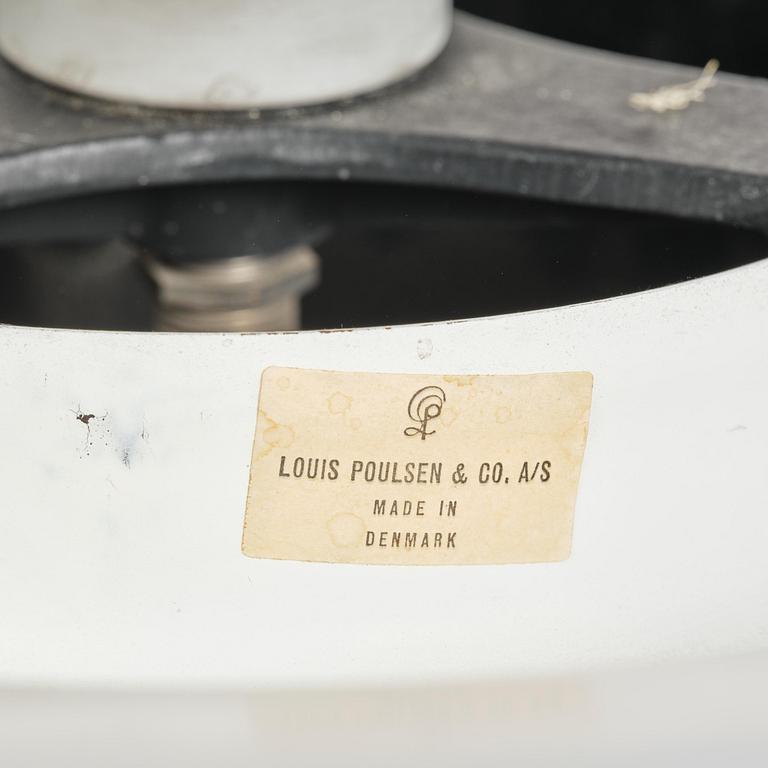 LOUIS POULSEN & CO. A/S
MADE IN
DENMARK